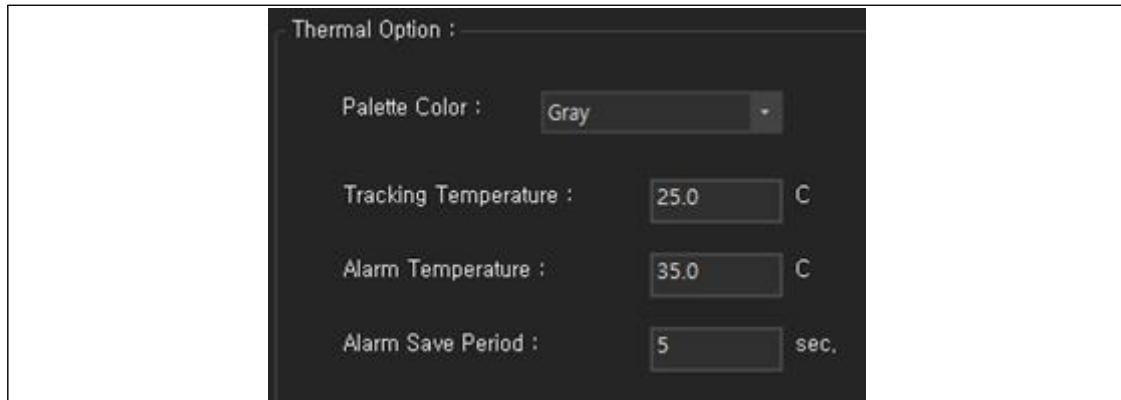 Thermal Option :
Palette Color : Gray
Tracking Temperature : 25.0 C
Alarm Temperature : 35.0 C
Alarm Save Period : 5 sec.